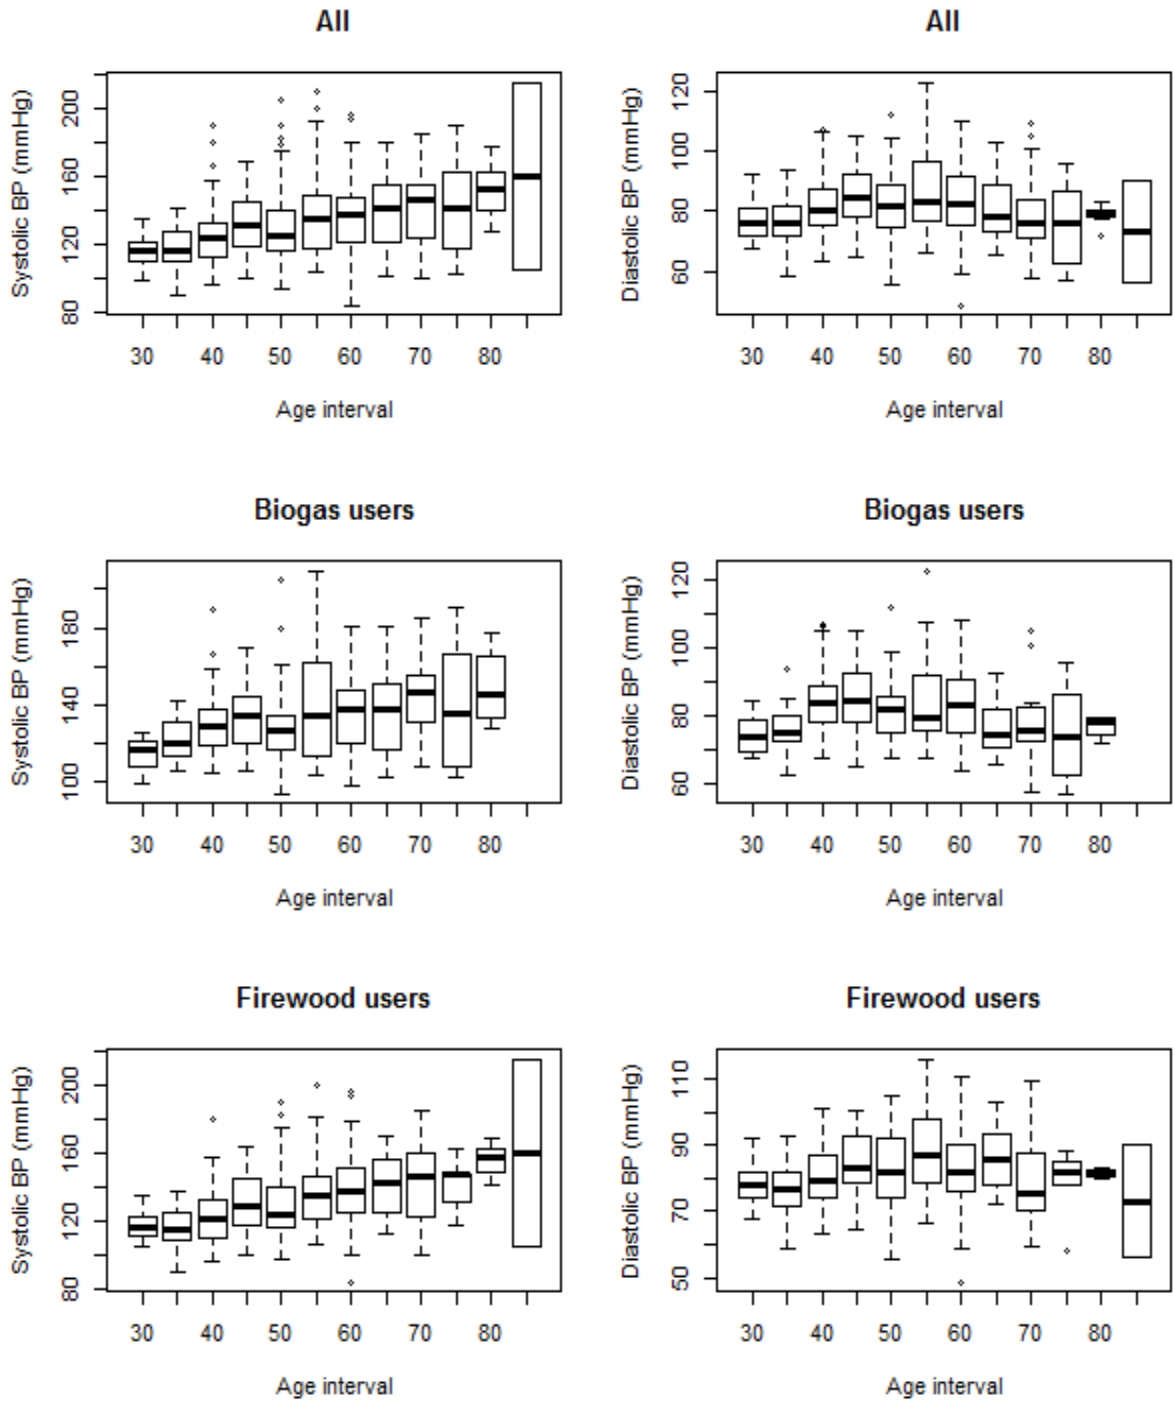 All
Systolic BP (mmHg)
200
160
120
80
30 40 50 60 70 80
Age interval
All
Diastolic BP (mmHg)
120
100
80
60
30 40 50 60 70 80
Age interval
Biogas users
Systolic BP (mmHg)
180
140
100
30 40 50 60 70 80
Age interval
Biogas users
Diastolic BP (mmHg)
120
100
80
60
30 40 50 60 70 80
Age interval
Firewood users
Systolic BP (mmHg)
200
160
120
80
30 40 50 60 70 80
Age interval
Firewood users
Diastolic BP (mmHg)
110
90
70
50
30 40 50 60 70 80
Age interval